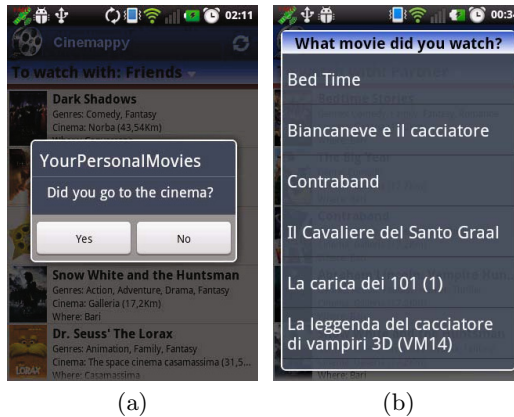 02:11
Cinemappy
To watch with: Friends
Dark Shadows
Genres: Comedy, Fantasy
Cinema: Norba (43,54Km)
YourPersonalMovies
Did you go to the cinema?
Yes
No
Snow White and the Huntsman
Genres: Action, Adventure, Drama, Fantasy
Cinema: Galleria (17,2Km)
Where: Bari
Dr. Seuss' The Lorax
Genres: Animation, Family, Fantasy
Cinema: The space cinema casamassima (31,5...
Where: Casamassima
LORAX
(a)
00:34
What movie did you watch?
Bed Time
Biancaneve e il cacciatore
Contraband
Il Cavaliere del Santo Graal
La carica dei 101 (1)
La leggenda del cacciatore
di vampiri 3D (VM14)
Where: Bari
(b)